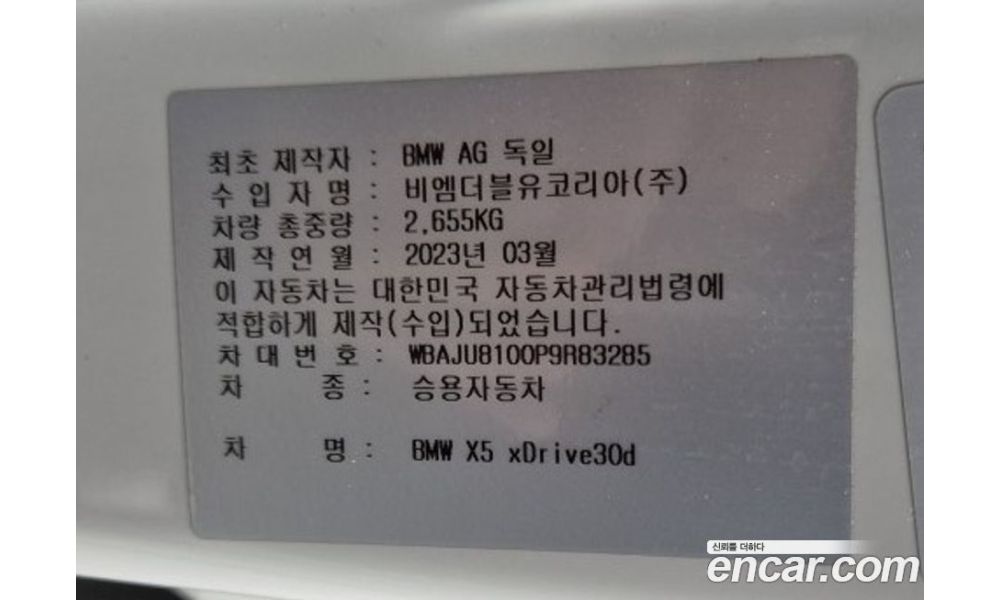 최초 제작자 : BMW AG 독일
수 입 자 명 : 비엠더블유코리아(주)
차량 총중량 : 2,655KG
제 작 연 월 : 2023년 03월
이 자동차는 대한민국 자동차관리법령에
적합하게 제작(수입)되었습니다.
차 대 번 호 : WBAJU8100P9R83285
차 종 : 승용자동차
차 명 : BMW X5 xDrive30d
신뢰를 더하다
encar.com